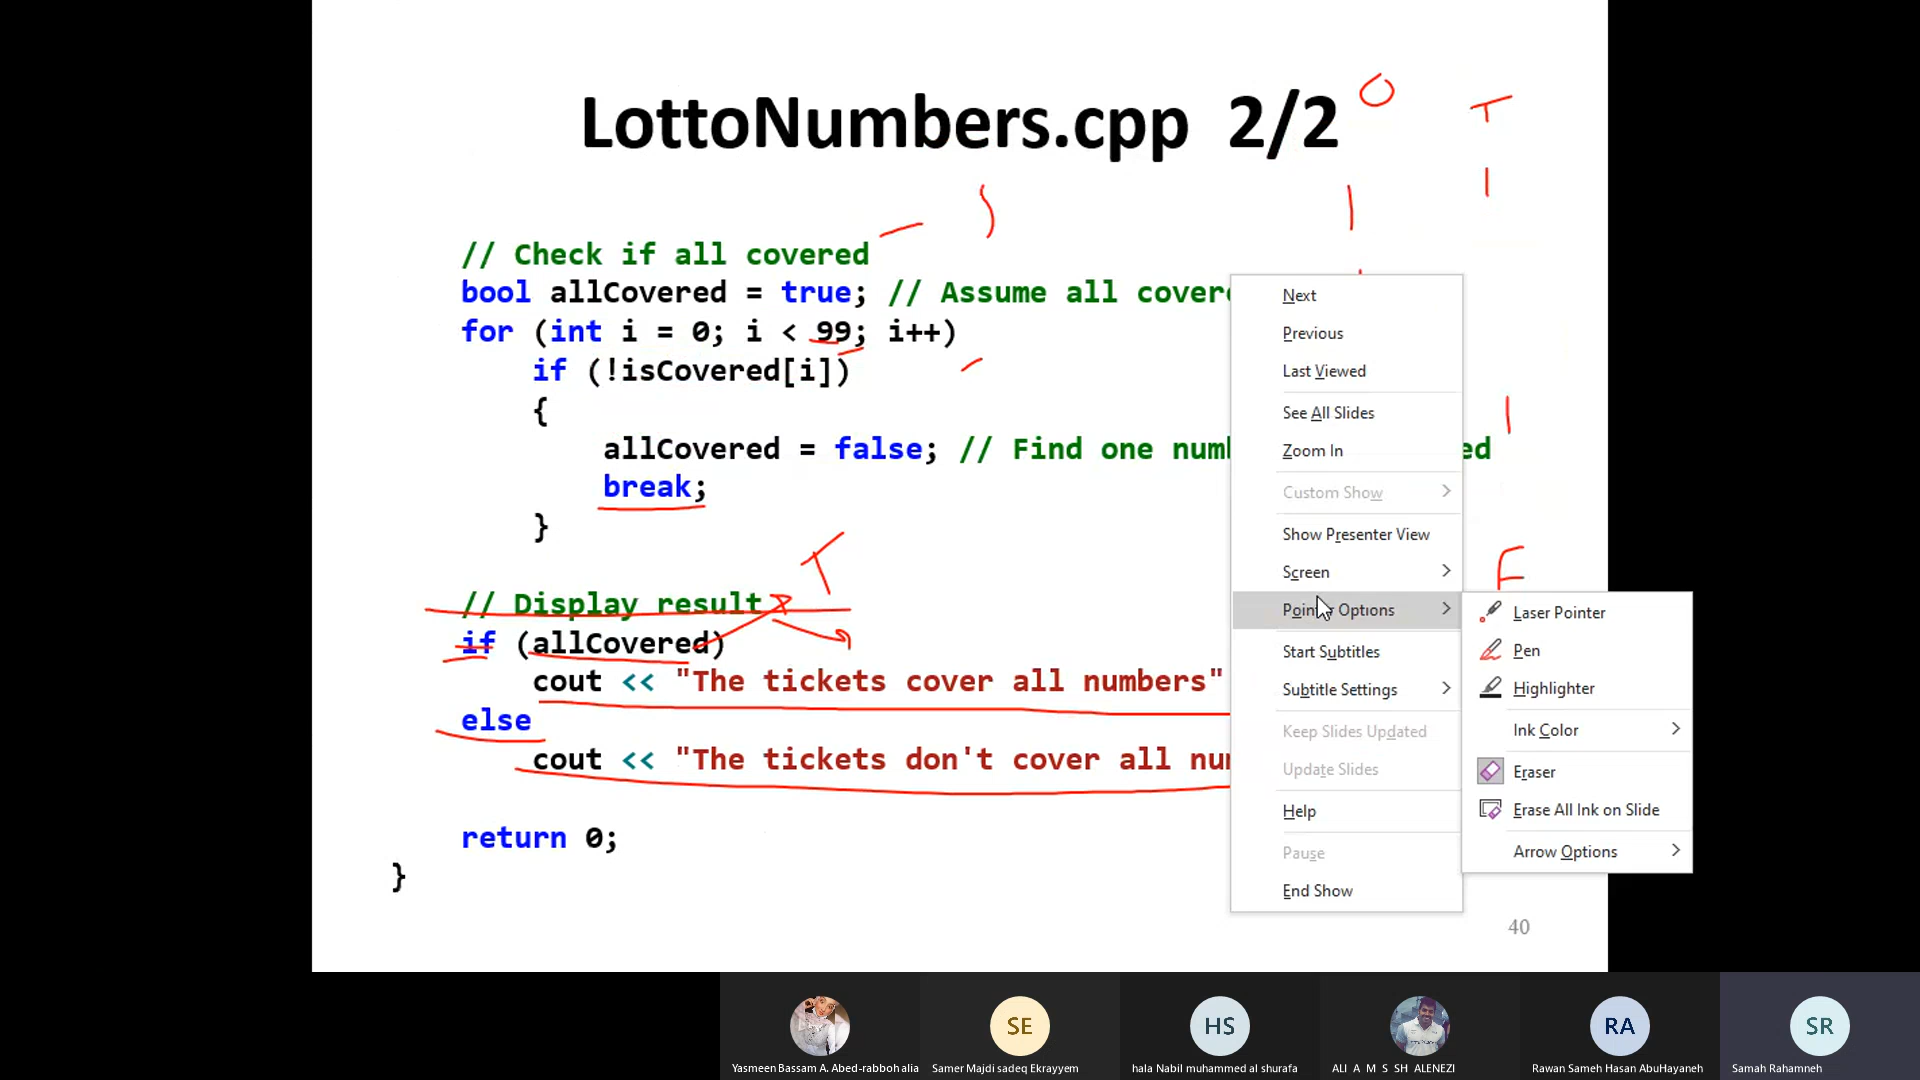 LottoNumbers.cpp 2/2
O
T
// Check if all covered
bool allCovered = true; // Assume all cover
for (int i = 0; i < 99; i++)
if (!isCovered[i])
{
allCovered = false; // Find one num ed
break;
}
T
F
// Display result
if (allCovered)
cout << "The tickets cover all numbers"
else
cout << "The tickets don't cover all nu
return 0;
}
40
Next
Previous
Last Viewed
See All Slides
Zoom In
Custom Show
Show Presenter View
Screen
Pointer Options
Start Subtitles
Subtitle Settings
Keep Slides Updated
Update Slides
Help
Pause
End Show
Laser Pointer
Pen
Highlighter
Ink Color
Eraser
Erase All Ink on Slide
Arrow Options
SE
HS
RA
SR
Yasmeen Bassam A. Abed-rabboh alia
Samer Majdi sadeq Ekrayyem
hala Nabil muhammed al shurafa
ALI A M S SH ALENEZI
Rawan Sameh Hasan AbuHayaneh
Samah Rahamneh